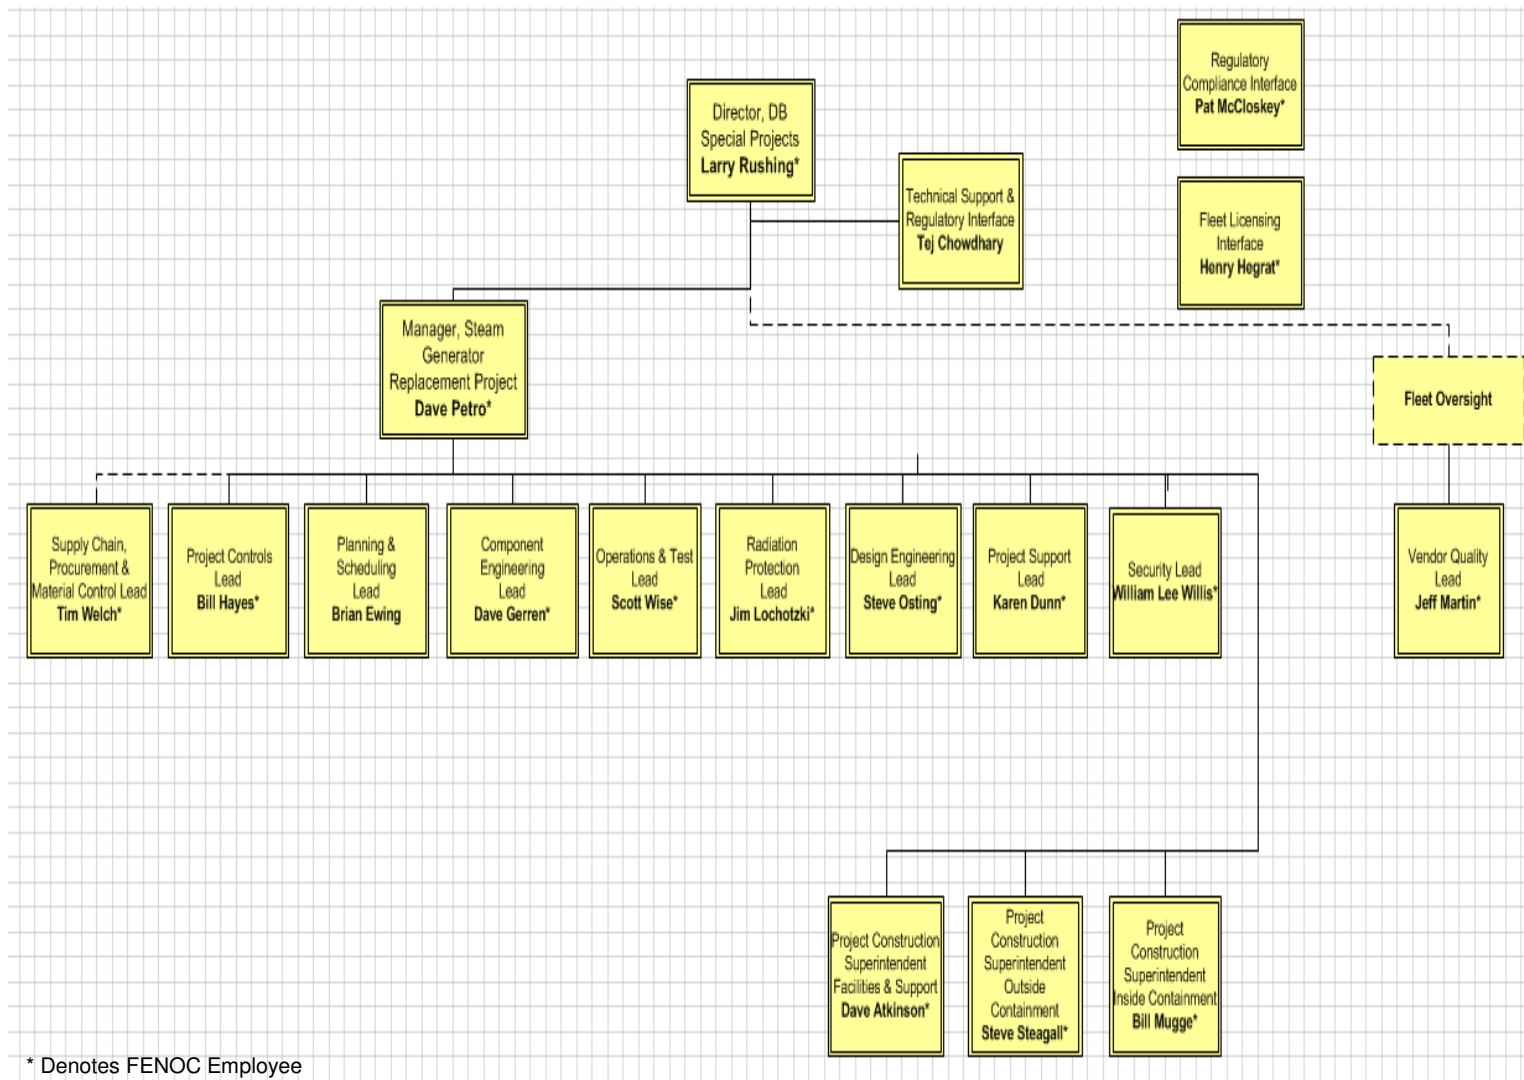 Regulatory
Compliance Interface
Pat McCloskey*
Director, DB
Special Projects
Larry Rushing*
Technical Support &
Regulatory Interface
Tej Chowdhary
Fleet Licensing
Interface
Henry Hegrat*
Manager, Steam
Generator
Replacement Project
Dave Petro*
Fleet Oversight
Supply Chain,
Procurement &
Material Control Lead
Tim Welch*
Project Controls
Lead
Bill Hayes*
Planning &
Scheduling
Lead
Brian Ewing
Component
Engineering
Lead
Dave Gerren*
Operations & Test
Lead
Scott Wise*
Radiation
Protection
Lead
Jim Lochotzki*
Design Engineering
Lead
Steve Osting*
Project Support
Lead
Karen Dunn*
Security Lead
William Lee Willis*
Vendor Quality
Lead
Jeff Martin*
Project Construction
Superintendent
Facilities & Support
Dave Atkinson*
Project
Construction
Superintendent
Outside
Containment
Steve Steagall*
Project
Construction
Superintendent
Inside Containment
Bill Mugge*
* Denotes FENOC Employee